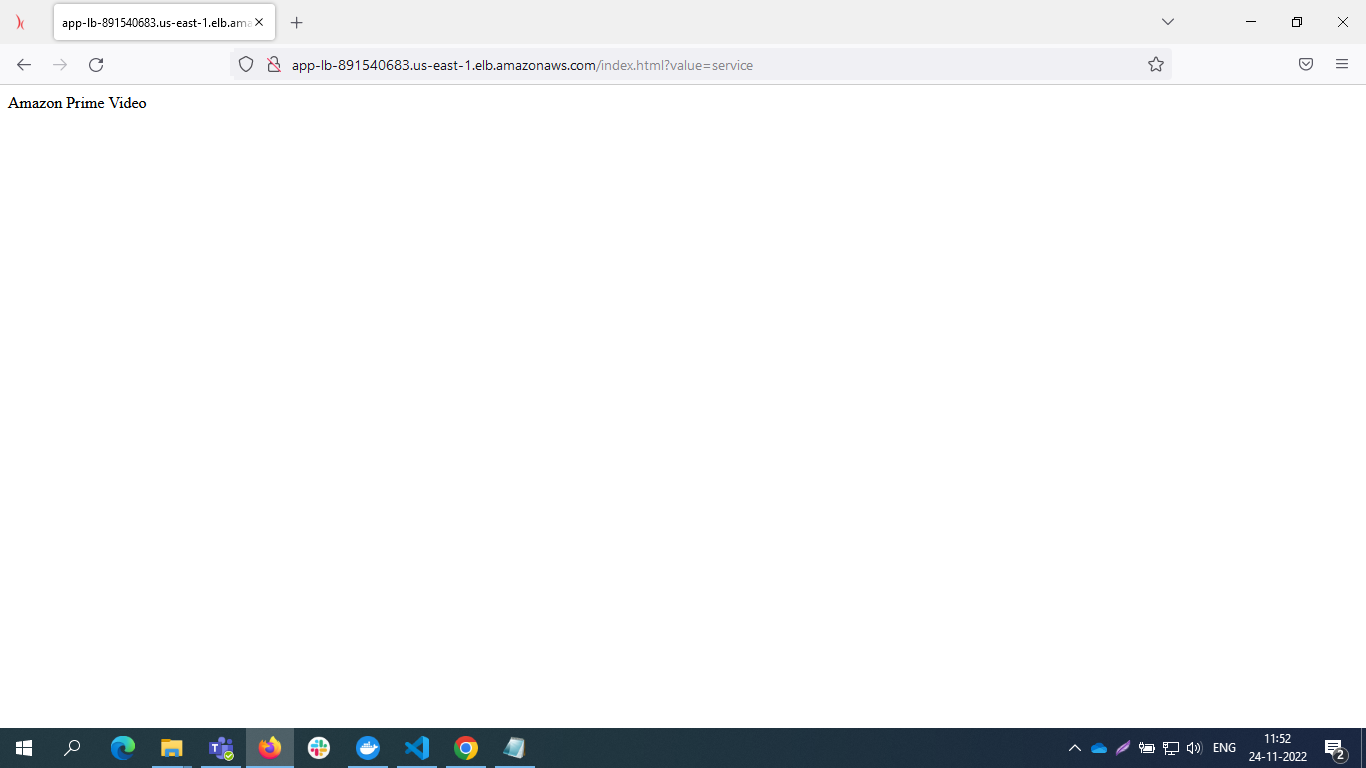 app-lb-891540683.us-east-1.elb.ama
app-lb-891540683.us-east-1.elb.amazonaws.com/index.html?value=service
Amazon Prime Video
ENG
11:52
24-11-2022
2